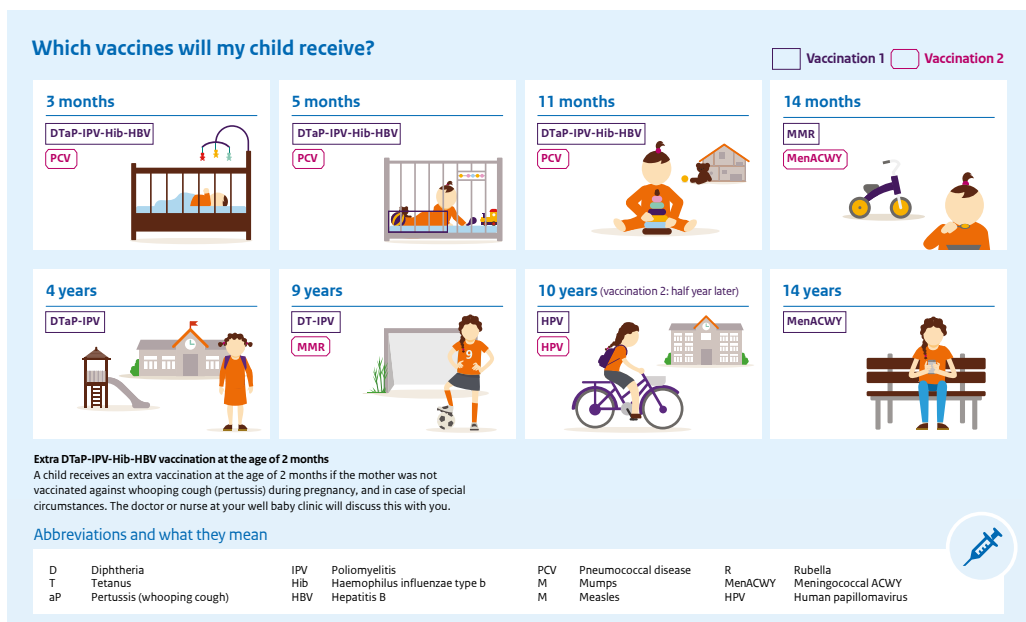 Which vaccines will my child receive?
Vaccination 1 Vaccination 2
3 months
DTaP-IPV-Hib-HBV
PCV
5 months
DTaP-IPV-Hib-HBV
PCV
11 months
DTaP-IPV-Hib-HBV
PCV
14 months
MMR
MenACWY
4 years
DTaP-IPV
9 years
DT-IPV
MMR
9
10 years (vaccination 2: half year later)
HPV
HPV
14 years
MenACWY
Extra DTaP-IPV-Hib-HBV vaccination at the age of 2 months
A child receives an extra vaccination at the age of 2 months if the mother was not
vaccinated against whooping cough (pertussis) during pregnancy, and in case of special
circumstances. The doctor or nurse at your well baby clinic will discuss this with you.
Abbreviations and what they mean
D Diphtheria
T Tetanus
aP Pertussis (whooping cough)
IPV Poliomyelitis
Hib Haemophilus influenzae type b
HBV Hepatitis B
PCV Pneumococcal disease
M Mumps
M Measles
R Rubella
MenACWY Meningococcal ACWY
HPV Human papillomavirus